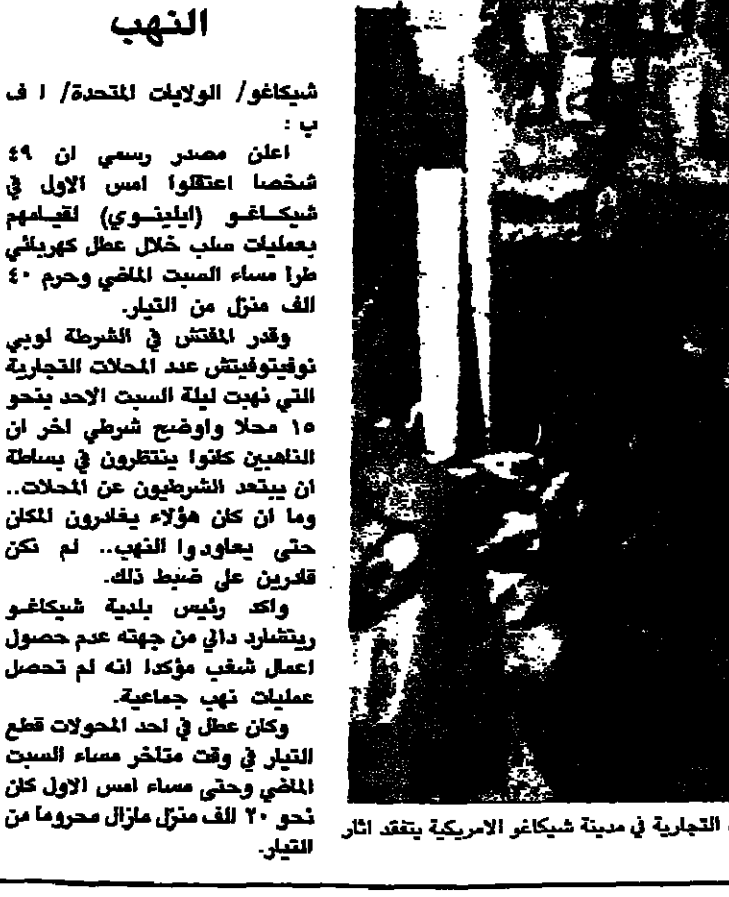 النهب
شيكاغو/ الولايات المتحدة/ ا ف
ب :
اعلن مصدر رسمي ان ٤٩
شخصا اعتقلوا امس الاول في
شيكاغو (ايلينوي) لقيامهم
بعمليات سلب خلال عطل كهربائي
طرا مساء السبت الماضي وحرم ٤٠
الف منزل من التيار.
وقدر المفتش في الشرطة لوبي
نوفيتوفيتش عدد المحلات التجارية
التي نهبت ليلة السبت الاحد بنحو
١٥ محلا واوضح شرطي اخر ان
الناهبين كانوا ينتظرون في بساطة
ان يبتعد الشرطيون عن المحلات..
وما ان كان هؤلاء يغادرون المكان
حتى يعاودوا النهب.. لم نكن
قادرين على ضبط ذلك.
واكد رئيس بلدية شيكاغو
ريتشارد دالي من جهته عدم حصول
اعمال شغب مؤكدا انه لم تحصل
عمليات نهب جماعية.
وكان عطل في احد المحولات قطع
التيار في وقت متاخر مساء السبت
الماضي وحتى مساء امس الاول كان
نحو ٢٠ الف منزل مازال محروما من
التيار.
التجارية في مدينة شيكاغو الامريكية يتفقد اثار